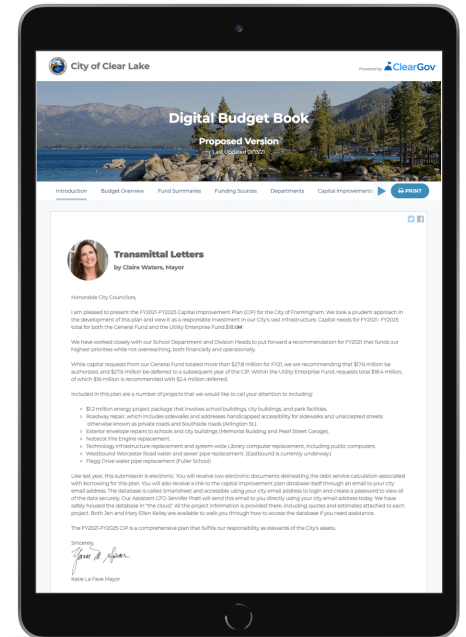 City of Clear Lake
Powered by ClearGov
Digital Budget Book
Proposed Version
Last Updated 01/13/21
Introduction Budget Overview Fund Summaries Funding Sources Departments Capital Improvements PRINT
Transmittal Letters
by Claire Waters, Mayor
Honorable City Councilors,
I am pleased to present the FY2021-FY2025 Capital Improvement Plan (CIP) for the City of Framingham. We took a prudent approach in
the development of this plan and view it as a responsible investment in our City's vast infrastructure. Capital needs for FY2021- FY2025
total for both the General Fund and the Utility Enterprise Fund $18.8M
We have worked closely with our School Department and Division Heads to put forward a recommendation for FY2021 that funds our
highest priorities while not overreaching, both financially and operationally.
While capital requests from our General Fund totaled more than $27.8 million for FY21, we are recommending that $17.6 million be
authorized, and $27.6 million be deferred to a subsequent year of the CIP. Within the Utility Enterprise Fund, requests total $18.4 million,
of which $16 million is recommended with $2.4 million deferred.
Included in this plan are a number of projects that we would like to call your attention to including:
$1.2 million energy project package that involves school buildings, city buildings, and park facilities.
Roadway repair, which includes sidewalks and addresses handicapped accessibility for sidewalks and unaccepted streets
otherwise known as private roads and Southside roads (Arlington St.).
Exterior envelope repairs to schools and city buildings (Memorial Building and Pearl Street Garage).
Nobscot Fire Engine replacement.
Technology infrastructure replacement and system-wide Library computer replacement, including public computers.
Westbound Worcester Road water and sewer pipe replacement. (Eastbound is currently underway.)
Flagg Drive water pipe replacement (Fuller School)
Like last year, this submission is electronic. You will receive two electronic documents delineating the debt service calculation associated
with borrowing for this plan. You will also receive a link to the capital improvement plan database itself through an email to your city
email address. The database is called Smartsheet and accessible using your city email address to login and create a password to view all
of the data securely. Our Assistant CFO Jennifer Pratt will send this email to you directly using your city email address today. We have
safely housed the database in "the cloud." All the project information is provided there, including quotes and estimates attached to each
project. Both Jen and Mary Ellen Kelley are available to walk you through how to access the database if you need assistance.
The FY2021-FY2025 CIP is a comprehensive plan that fulfills our responsibility as stewards of the City's assets.
Sincerely,
Katie La Fave Mayor